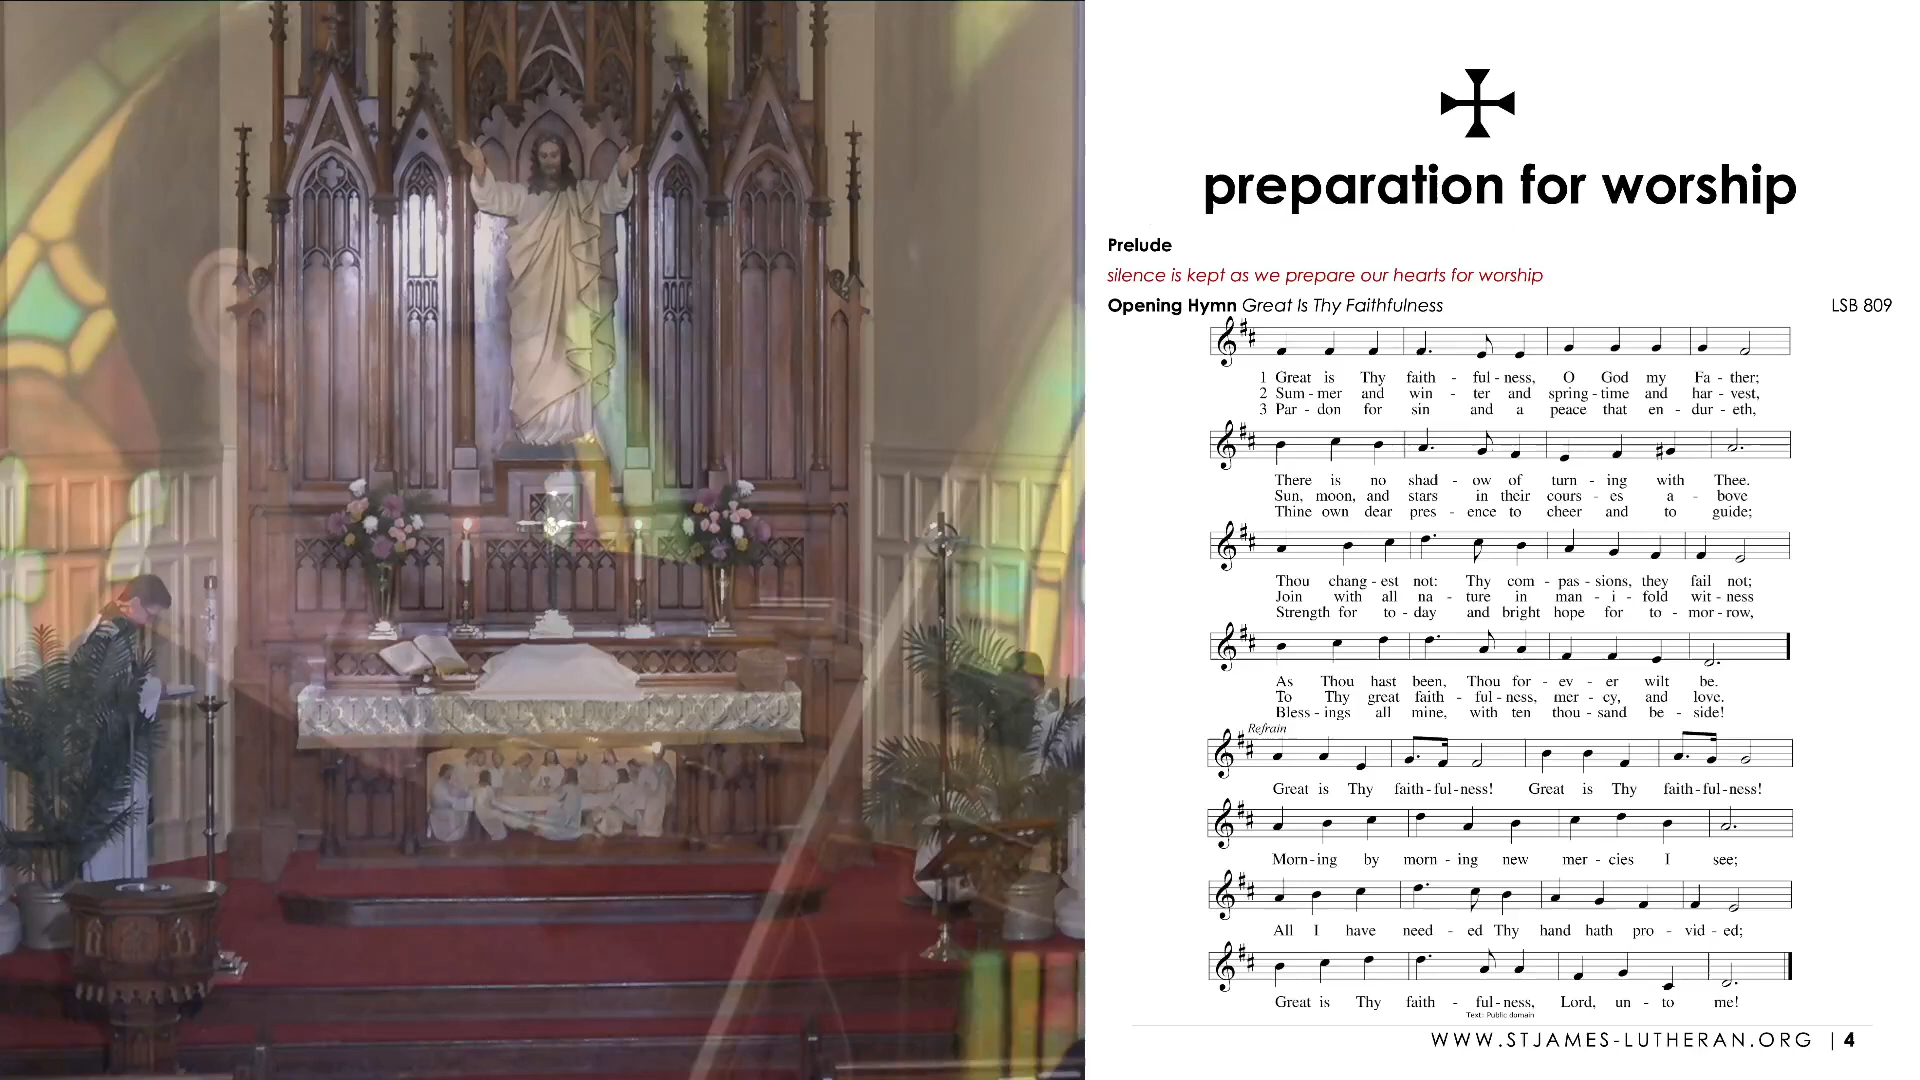 preparation for worship
Prelude
silence is kept as we prepare our hearts for worship
Opening Hymn Great Is Thy Faithfulness LSB 809
1 Great is Thy faith - ful - ness, O God my Fa - ther;
2 Sum - mer and win - ter and spring - time and har - vest,
3 Par - don for sin and a peace that en - dur - eth,
There is no shad - ow of turn - ing with Thee.
Sun, moon, and stars in their cours - es a - bove
Thine own dear pres - ence to cheer and to guide;
Thou chang - est not: Thy com - pas - sions, they fail not;
Join with all na - ture in man - i - fold wit - ness
Strength for to - day and bright hope for to - mor - row,
As Thou hast been, Thou for - ev - er wilt be.
To Thy great faith - ful - ness, mer - cy, and love.
Bless - ings all mine, with ten thou - sand be - side!
Refrain
Great is Thy faith - ful - ness! Great is Thy faith - ful - ness!
Morn - ing by morn - ing new mer - cies I see;
All I have need - ed Thy hand hath pro - vid - ed;
Great is Thy faith - ful - ness, Lord, un - to me!
Text: Public domain
WWW.STJAMES-LUTHERAN.ORG | 4